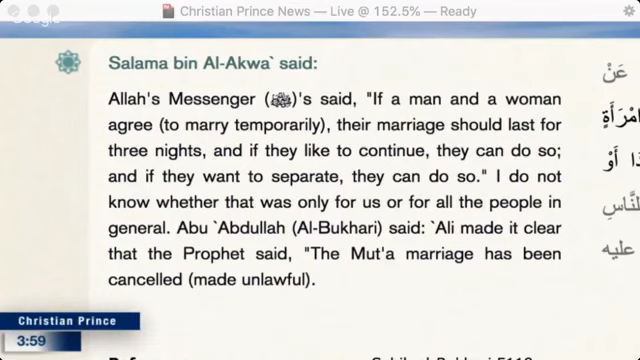 Christian Prince News — Live @ 152.5% — Ready
Google
Salama bin Al-Akwa` said:
Allah's Messenger (ﷺ)'s said, "If a man and a woman
agree (to marry temporarily), their marriage should last for
three nights, and if they like to continue, they can do so;
and if they want to separate, they can do so." I do not
know whether that was only for us or for all the people in
general. Abu `Abdullah (Al-Bukhari) said: `Ali made it clear
that the Prophet said, "The Mut'a marriage has been
cancelled (made unlawful).
عَنْ
امْرَأَةٍ
أَوْ
النَّاسِ
عليه
Christian Prince
3:59